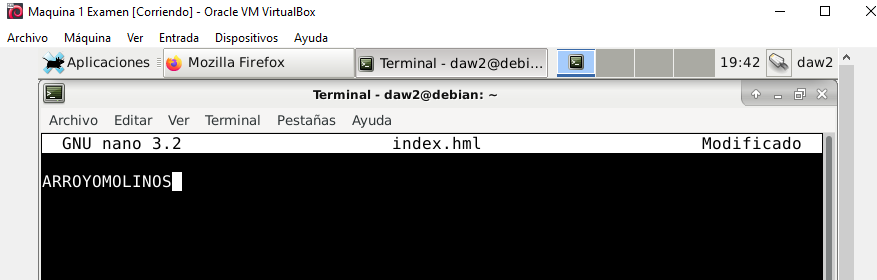 Maquina 1 Examen [Corriendo] - Oracle VM VirtualBox
Archivo Máquina Ver Entrada Dispositivos Ayuda
Aplicaciones Mozilla Firefox Terminal - daw2@debi... 19:42 daw2
Terminal - daw2@debian: ~
Archivo Editar Ver Terminal Pestañas Ayuda
GNU nano 3.2 index.hml Modificado
ARROYOMOLINOS